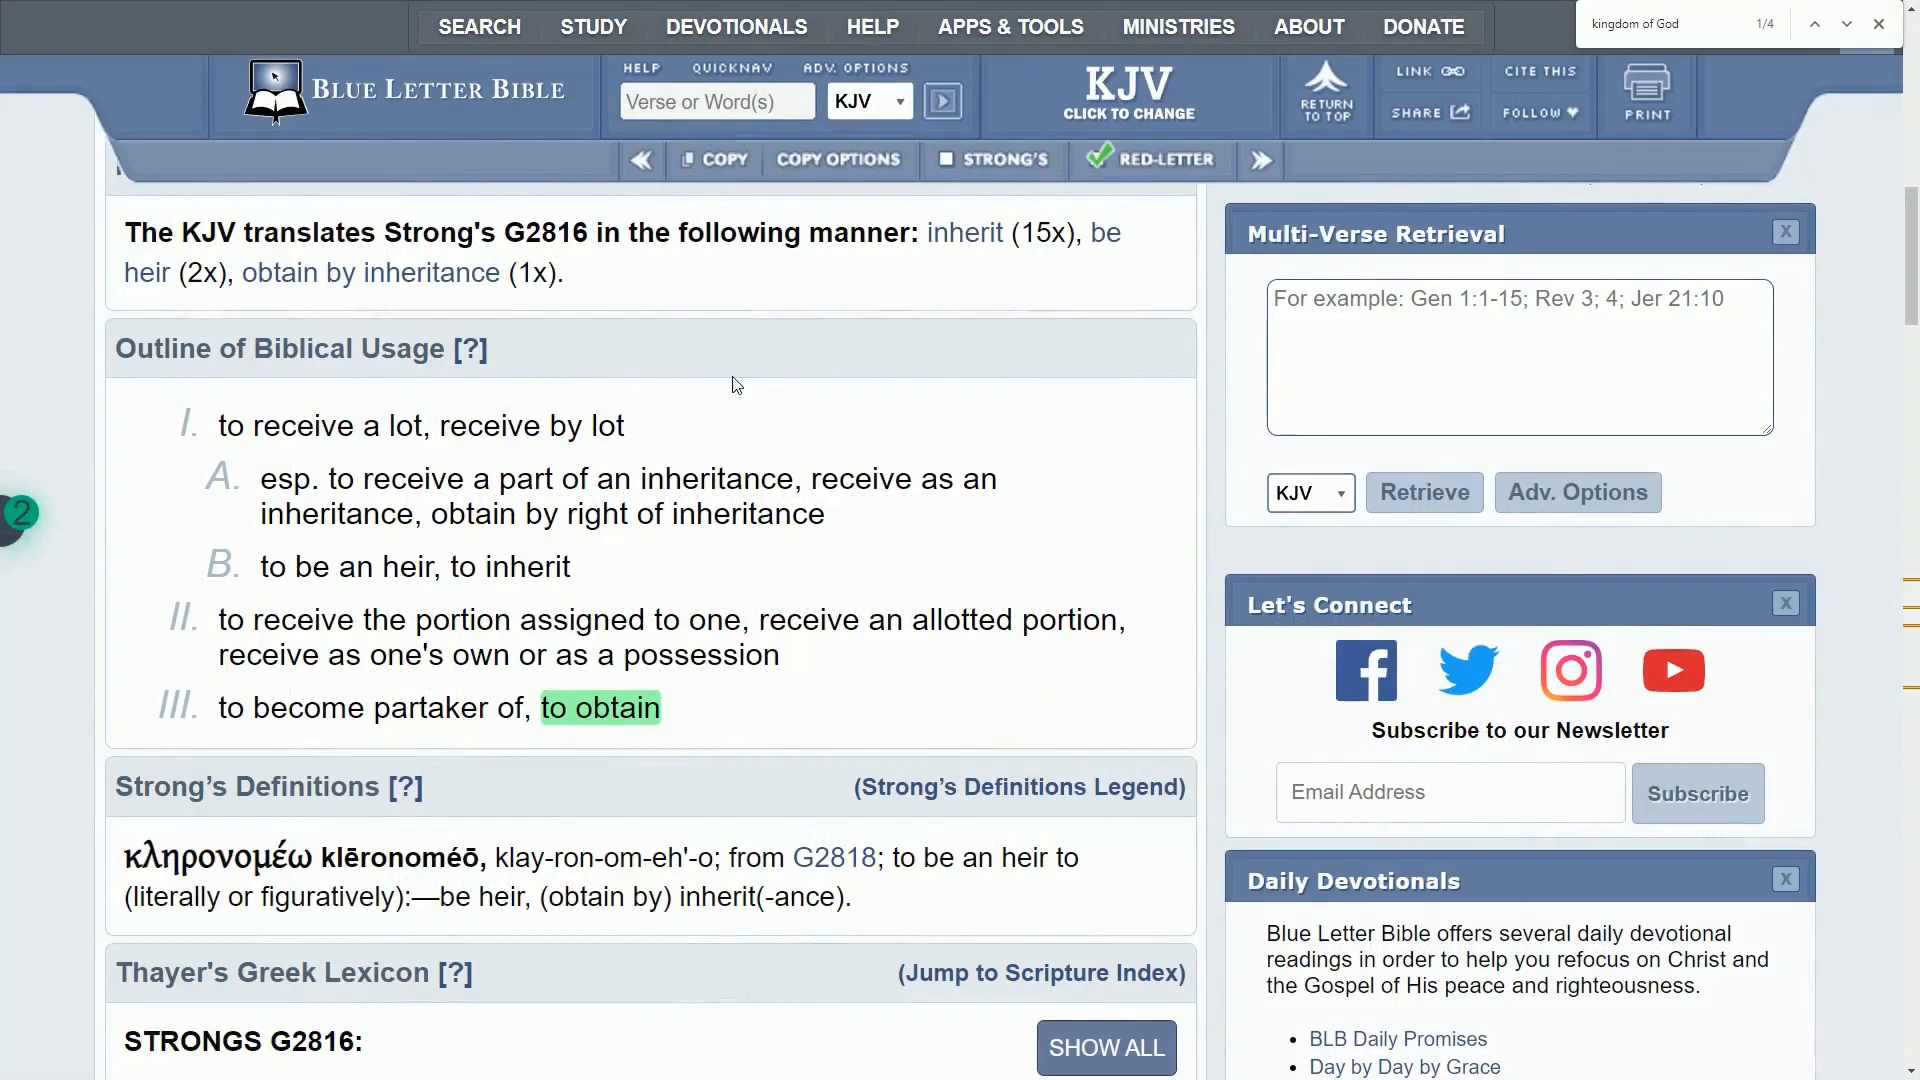 SEARCH STUDY DEVOTIONALS HELP APPS & TOOLS MINISTRIES ABOUT DONATE
kingdom of God 1/4
BLUE LETTER BIBLE
HELP QUICKNAV ADV. OPTIONS
Verse or Word(s) KJV
KJV
CLICK TO CHANGE
RETURN
TO TOP
LINK CITE THIS
SHARE FOLLOW
PRINT
COPY COPY OPTIONS STRONG'S RED-LETTER
The KJV translates Strong's G2816 in the following manner: inherit (15x), be
heir (2x), obtain by inheritance (1x).
Outline of Biblical Usage [?]
I. to receive a lot, receive by lot
A. esp. to receive a part of an inheritance, receive as an
inheritance, obtain by right of inheritance
B. to be an heir, to inherit
II. to receive the portion assigned to one, receive an allotted portion,
receive as one's own or as a possession
III. to become partaker of, to obtain
Strong’s Definitions [?] (Strong’s Definitions Legend)
κληρονομέω klēronoméō, klay-ron-om-eh'-o; from G2818; to be an heir to
(literally or figuratively):—be heir, (obtain by) inherit(-ance).
Thayer's Greek Lexicon [?] (Jump to Scripture Index)
STRONGS G2816:
SHOW ALL
2
Multi-Verse Retrieval X
For example: Gen 1:1-15; Rev 3; 4; Jer 21:10
KJV Retrieve Adv. Options
Let's Connect X
Subscribe to our Newsletter
Email Address Subscribe
Daily Devotionals X
Blue Letter Bible offers several daily devotional
readings in order to help you refocus on Christ and
the Gospel of His peace and righteousness.
• BLB Daily Promises
• Day by Day by Grace